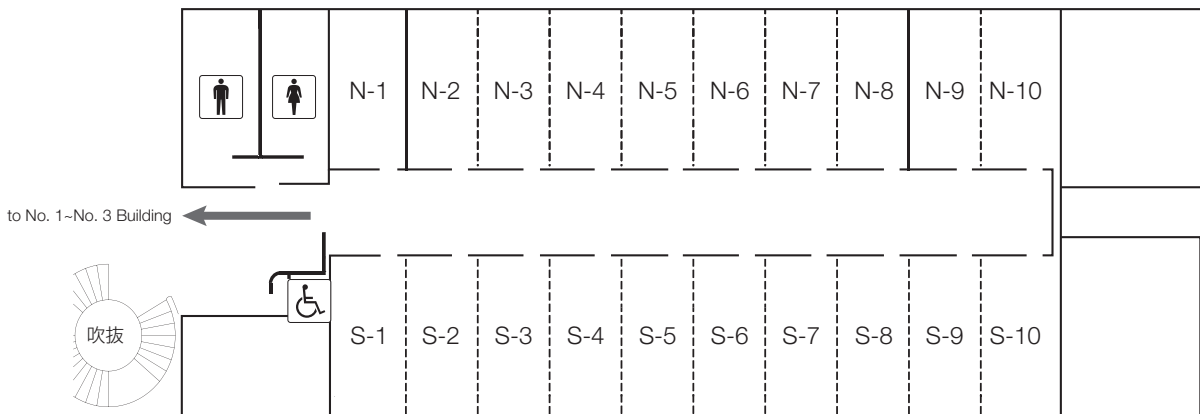 N-1 N-2 N-3 N-4 N-5 N-6 N-7 N-8 N-9 N-10
to No. 1~No. 3 Building
吹抜
S-1 S-2 S-3 S-4 S-5 S-6 S-7 S-8 S-9 S-10